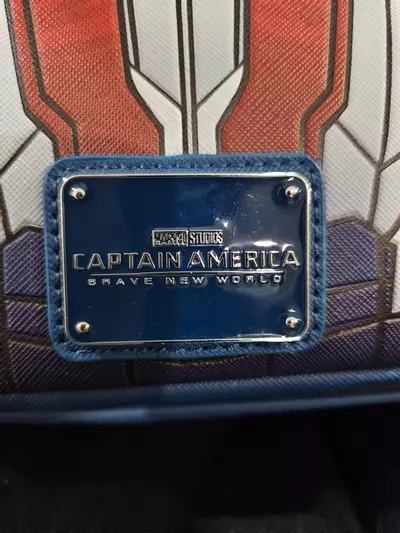 MARVEL STUDIOS
CAPTAIN AMERICA
BRAVE NEW WORLD